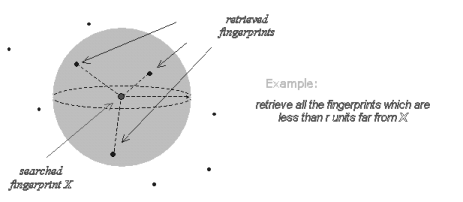 retrieved
fingerprints
Example:
retrieve all the fingerprints which are
less than r units far from X
searched
fingerprint X